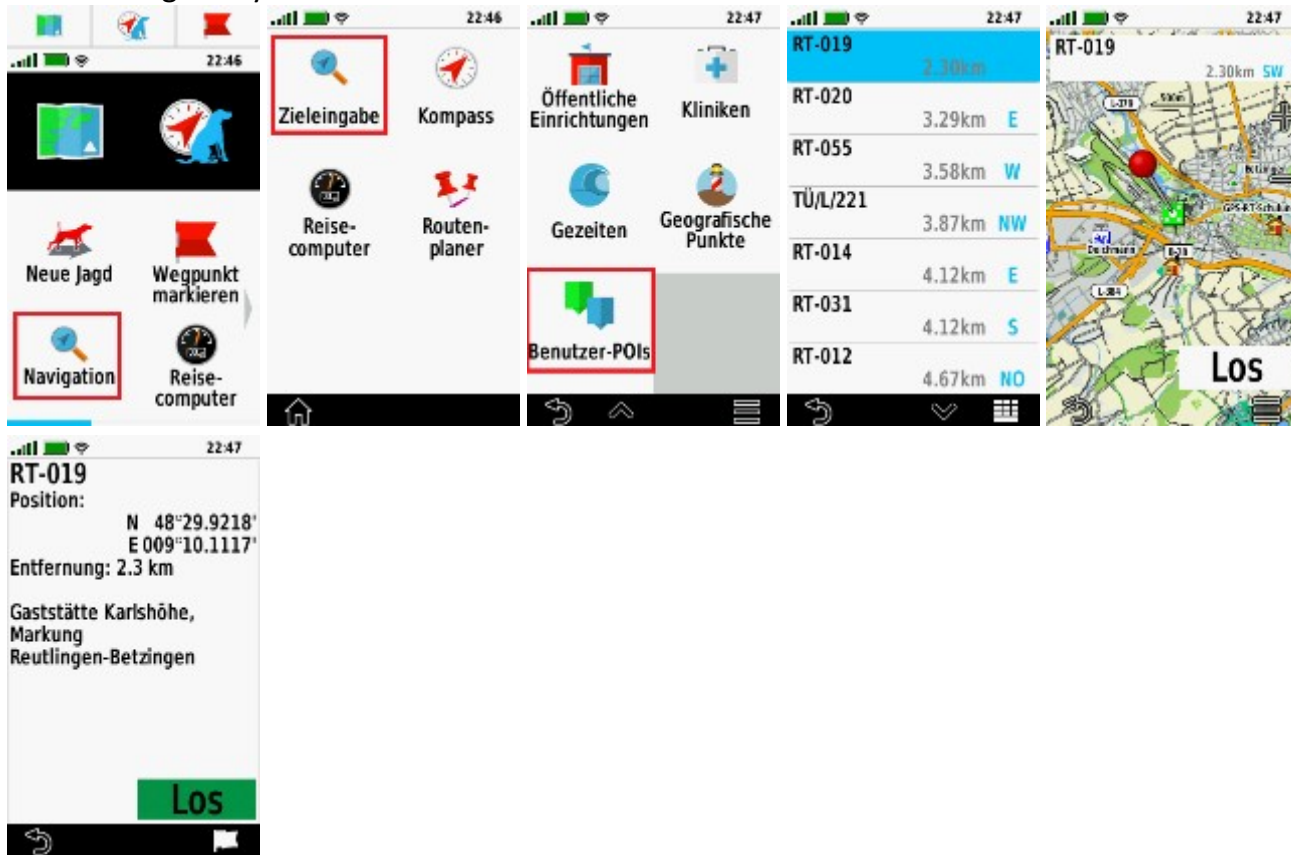 22:46
Neue Jagd
Wegpunkt
markieren
Navigation
Reise-
computer
22:46
Zieleingabe
Kompass
Reise-
computer
Routen-
planer
22:47
Öffentliche
Einrichtungen
Kliniken
Gezeiten
Geografische
Punkte
Benutzer-POIs
22:47
RT-019
2.30km
RT-020
3.29km E
RT-055
3.58km W
TÜ/L/221
3.87km NW
RT-014
4.12km E
RT-031
4.12km S
RT-012
4.67km NO
22:47
RT-019
2.30km SW
500m
Deichmann
Los
22:47
RT-019
Position:
N 48°29.9218'
E 009°10.1117'
Entfernung: 2.3 km
Gaststätte Karlshöhe,
Markung
Reutlingen-Betzingen
Los